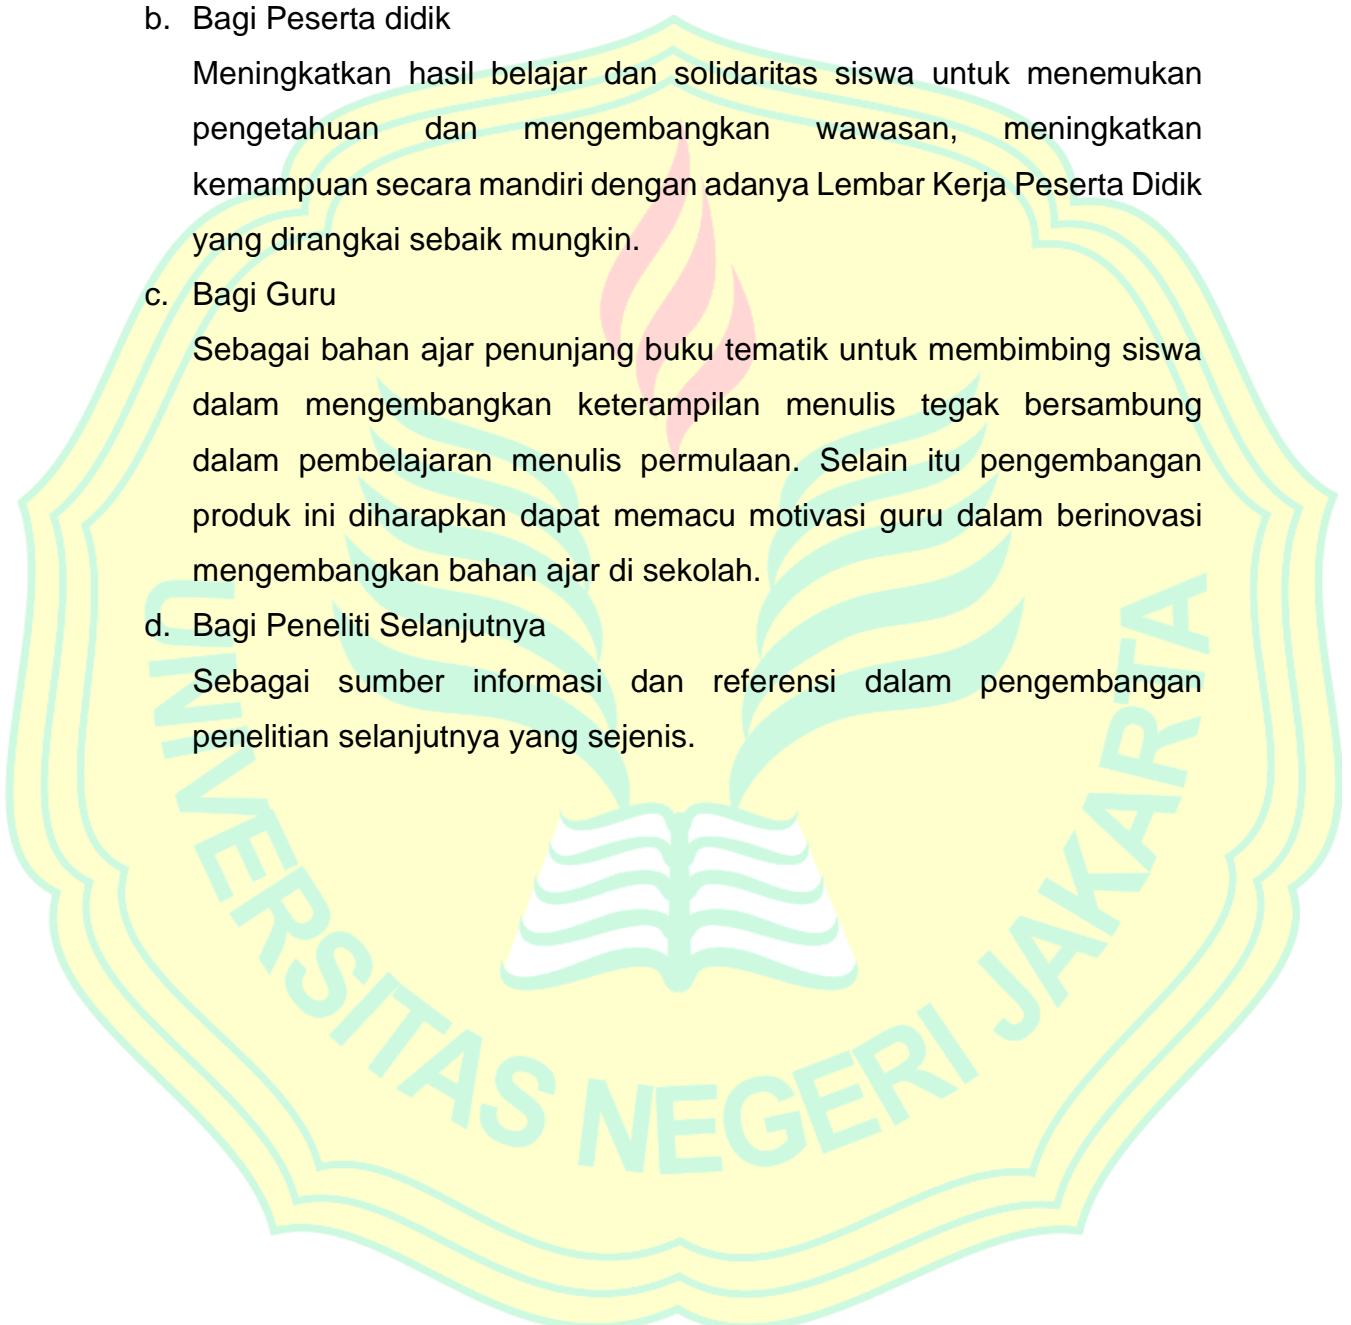 b. Bagi Peserta didik
Meningkatkan hasil belajar dan solidaritas siswa untuk menemukan
pengetahuan dan mengembangkan wawasan, meningkatkan
kemampuan secara mandiri dengan adanya Lembar Kerja Peserta Didik
yang dirangkai sebaik mungkin.
c. Bagi Guru
Sebagai bahan ajar penunjang buku tematik untuk membimbing siswa
dalam mengembangkan keterampilan menulis tegak bersambung
dalam pembelajaran menulis permulaan. Selain itu pengembangan
produk ini diharapkan dapat memacu motivasi guru dalam berinovasi
mengembangkan bahan ajar di sekolah.
d. Bagi Peneliti Selanjutnya
Sebagai sumber informasi dan referensi dalam pengembangan
penelitian selanjutnya yang sejenis.
UNIVERSITAS NEGERI JAKARTA